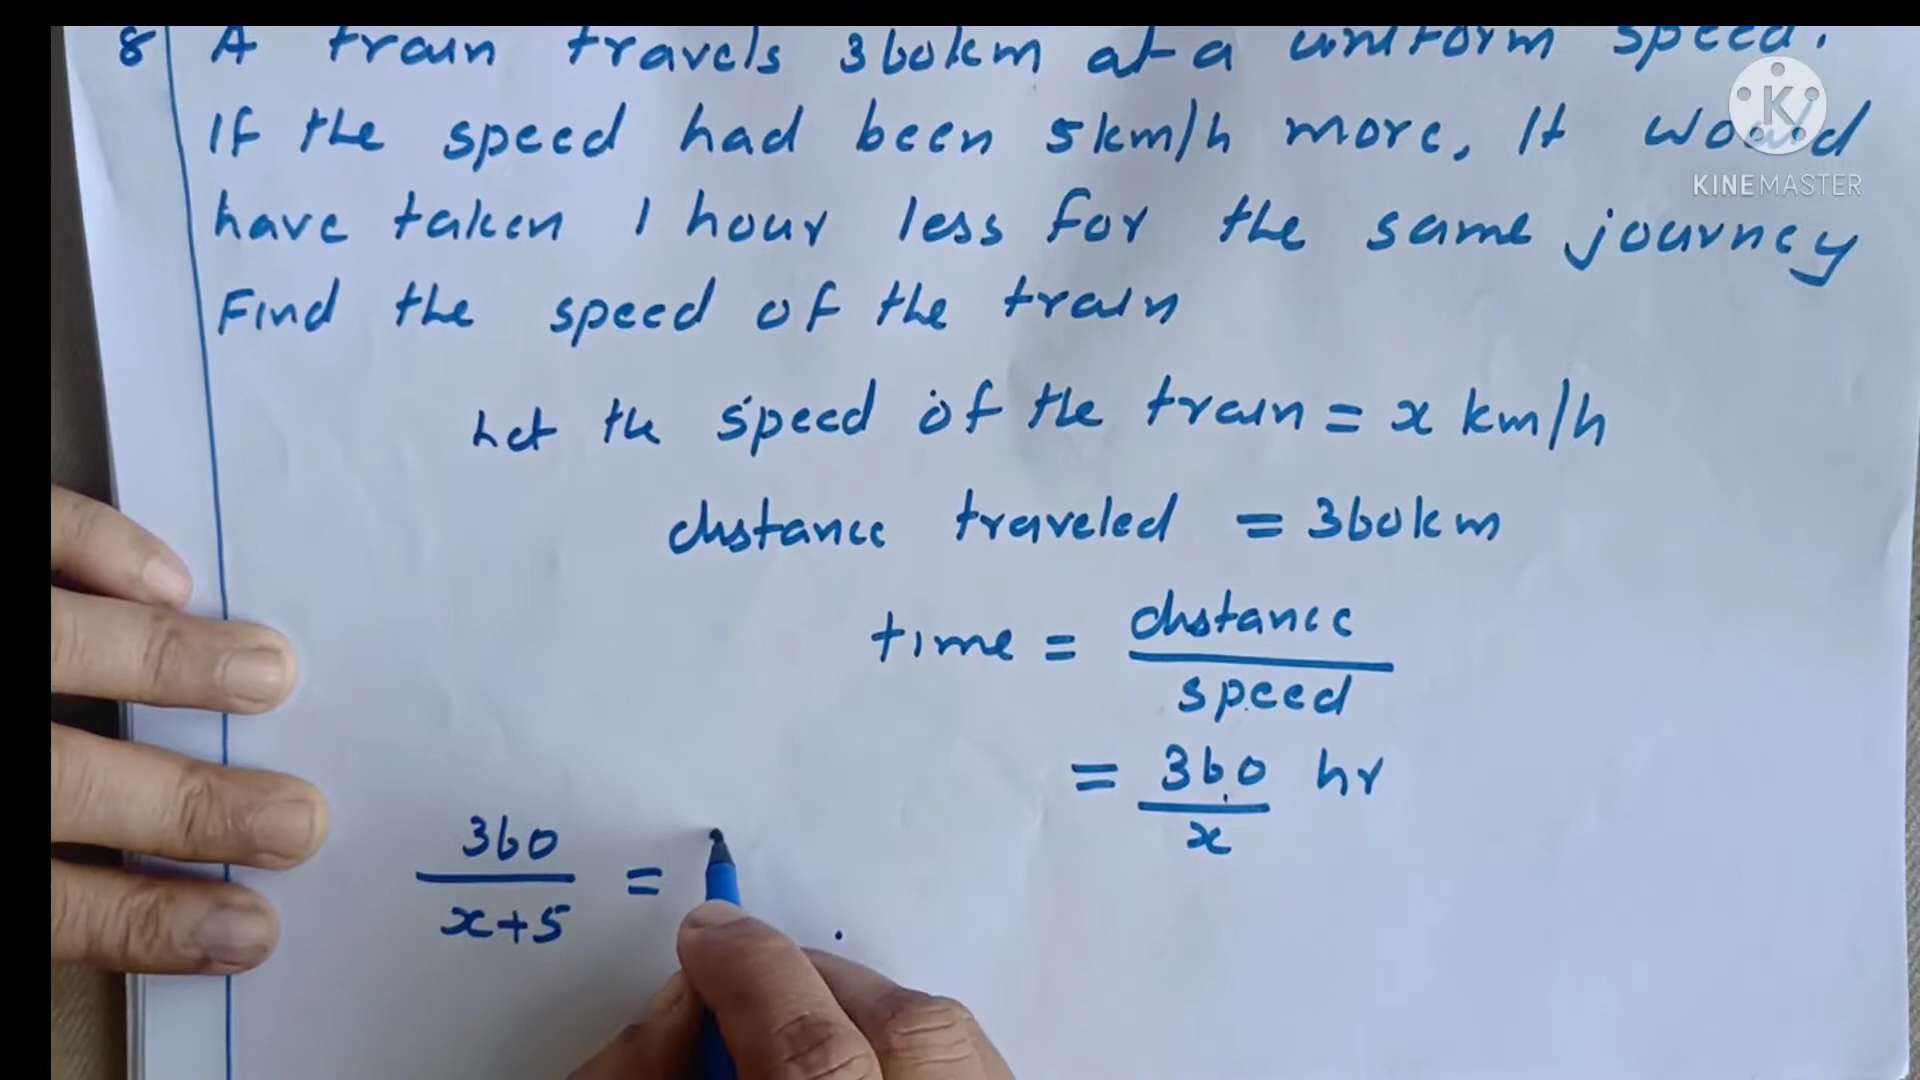 8 A train travels 360km at a uniform speed.
If the speed had been 5km/h more, it would
have taken 1 hour less for the same journey
Find the speed of the train
Let the speed of the train = x km/h
distance traveled = 360km
time = distance
speed
= 360 hr
x
360
x+5
=
K
KINEMASTER